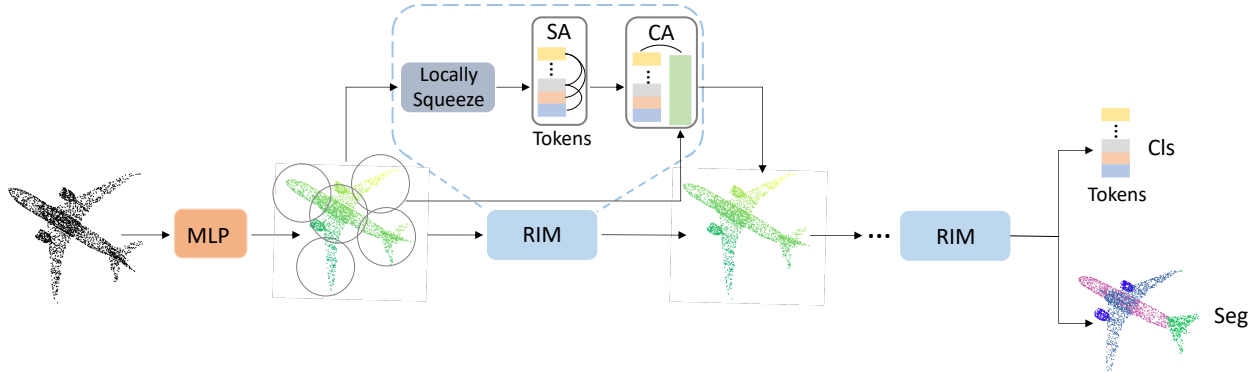 SA
CA
Locally
Squeeze
Tokens
MLP
RIM
RIM
Cls
Tokens
Seg